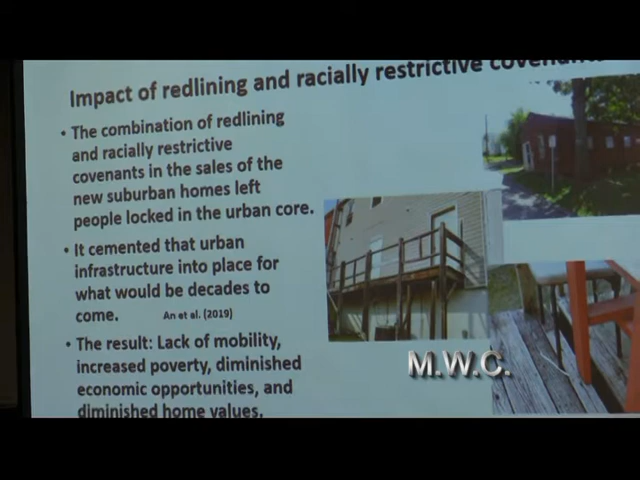 Impact of redlining and racially restrictive covenants
• The combination of redlining
and racially restrictive
covenants in the sales of the
new suburban homes left
people locked in the urban core.
• It cemented that urban
infrastructure into place for
what would be decades to
come. An et al. (2019)
• The result: Lack of mobility,
increased poverty, diminished
economic opportunities, and
diminished home values.
M.W.C.